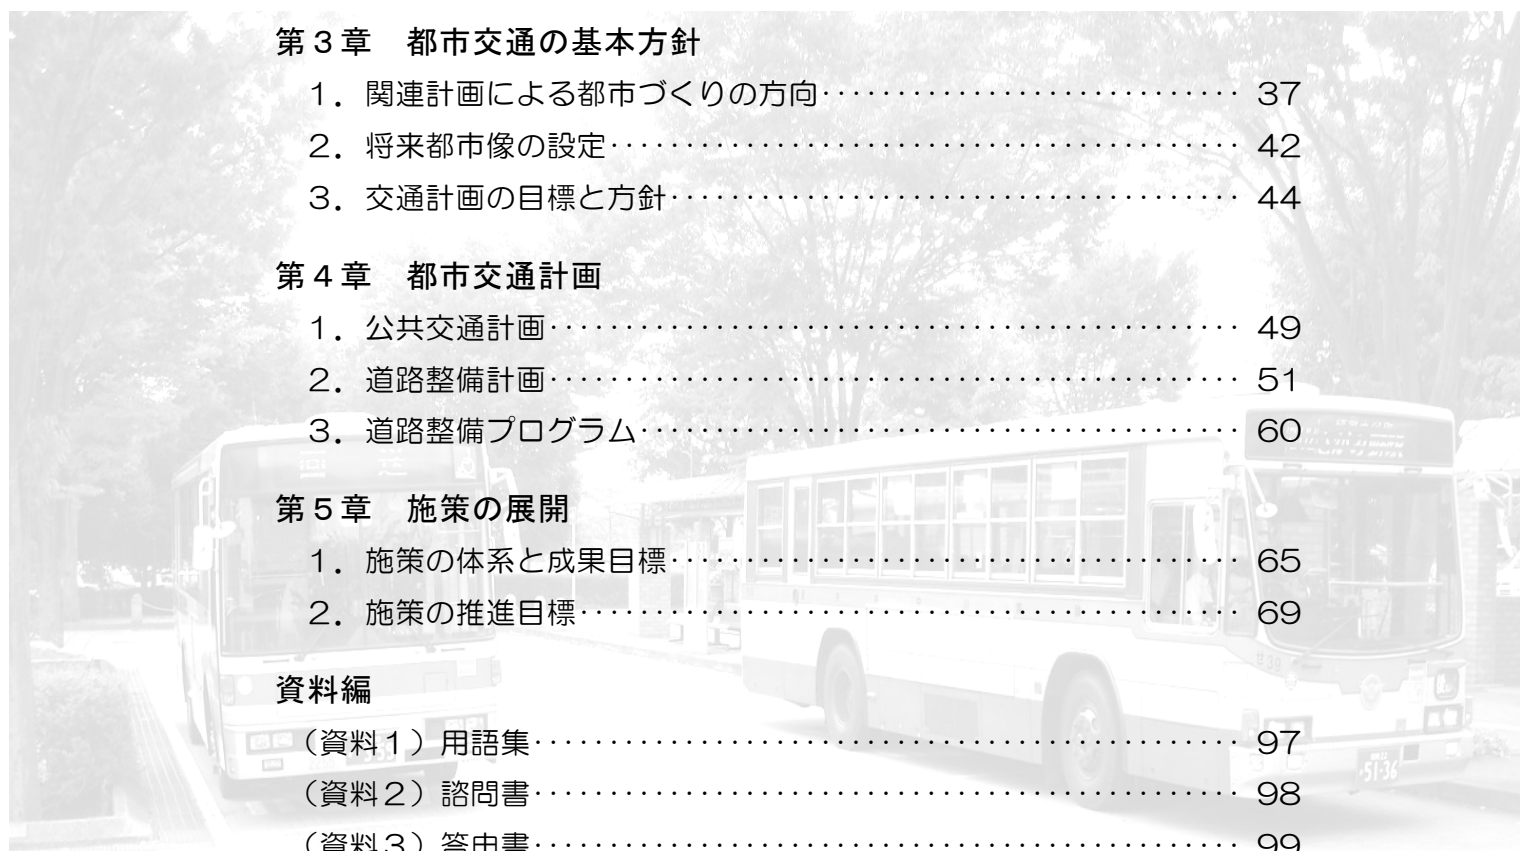 第3章　都市交通の基本方針
1．関連計画による都市づくりの方向‥‥‥‥‥‥‥‥‥‥‥‥‥‥ 37
2．将来都市像の設定‥‥‥‥‥‥‥‥‥‥‥‥‥‥‥‥‥‥‥‥‥ 42
3．交通計画の目標と方針‥‥‥‥‥‥‥‥‥‥‥‥‥‥‥‥‥‥‥ 44
第4章　都市交通計画
1．公共交通計画‥‥‥‥‥‥‥‥‥‥‥‥‥‥‥‥‥‥‥‥‥‥‥ 49
2．道路整備計画‥‥‥‥‥‥‥‥‥‥‥‥‥‥‥‥‥‥‥‥‥‥‥ 51
3．道路整備プログラム‥‥‥‥‥‥‥‥‥‥‥‥‥‥‥‥‥‥‥‥ 60
第5章　施策の展開
1．施策の体系と成果目標‥‥‥‥‥‥‥‥‥‥‥‥‥‥‥‥‥‥‥ 65
2．施策の推進目標‥‥‥‥‥‥‥‥‥‥‥‥‥‥‥‥‥‥‥‥‥‥ 69
資料編
（資料1）用語集‥‥‥‥‥‥‥‥‥‥‥‥‥‥‥‥‥‥‥‥‥‥‥ 97
（資料2）諮問書‥‥‥‥‥‥‥‥‥‥‥‥‥‥‥‥‥‥‥‥‥‥‥ 98
（資料3）答申書‥‥‥‥‥‥‥‥‥‥‥‥‥‥‥‥‥‥‥‥‥‥‥ 99
51-36